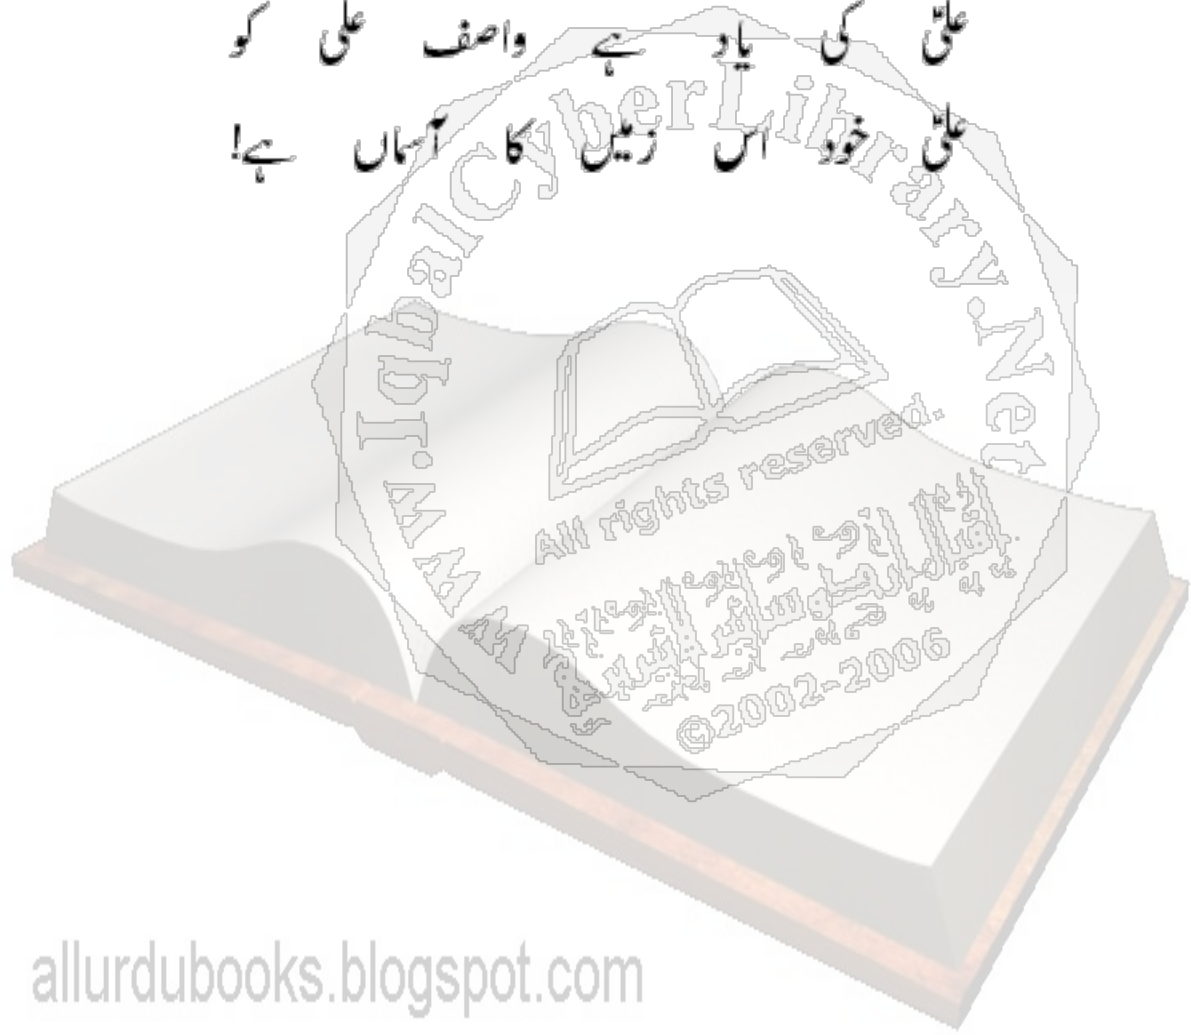 علیؑ کی یاد ہے واصف علی کو
علیؑ خود اس زمیں کا آسماں ہے!
www.IqbalCyberLibrary.Net
All rights reserved.
©2002-2006
allurdubooks.blogspot.com